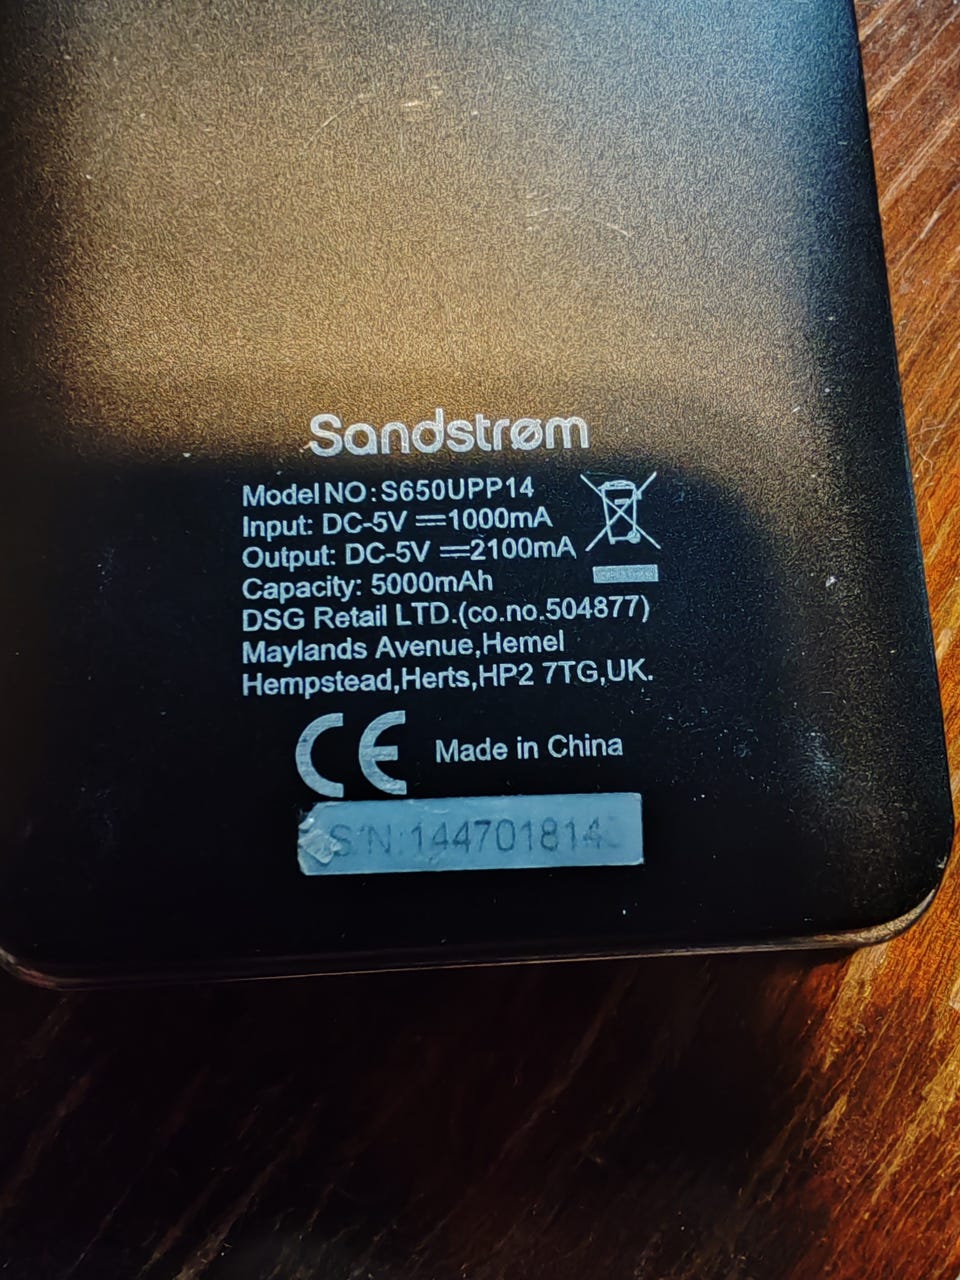 Sandstrøm
Model NO:S650UPP14
Input: DC-5V ⎓1000mA
Output: DC-5V ⎓2100mA
Capacity: 5000mAh
DSG Retail LTD.(co.no.504877)
Maylands Avenue,Hemel
Hempstead,Herts,HP2 7TG,UK.
CE Made in China
S/N: